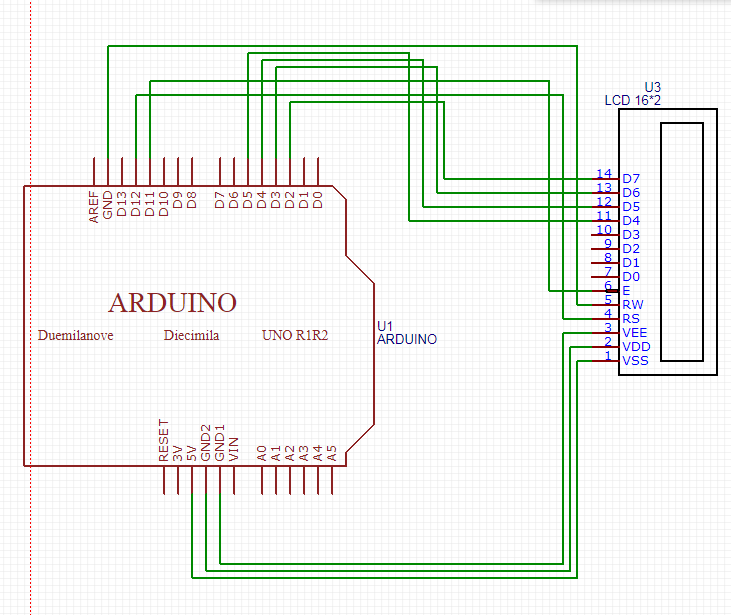 U3
LCD 16*2
14 D7
13 D6
12 D5
11 D4
10 D3
9 D2
8 D1
7 D0
6 E
5 RW
4 RS
3 VEE
2 VDD
1 VSS
AREF
GND
D13
D12
D11
D10
D9
D8
D7
D6
D5
D4
D3
D2
D1
D0
ARDUINO
Duemilanove Diecimila UNO R1R2
U1
ARDUINO
RESET
3V
5V
GND2
GND1
VIN
A0
A1
A2
A3
A4
A5